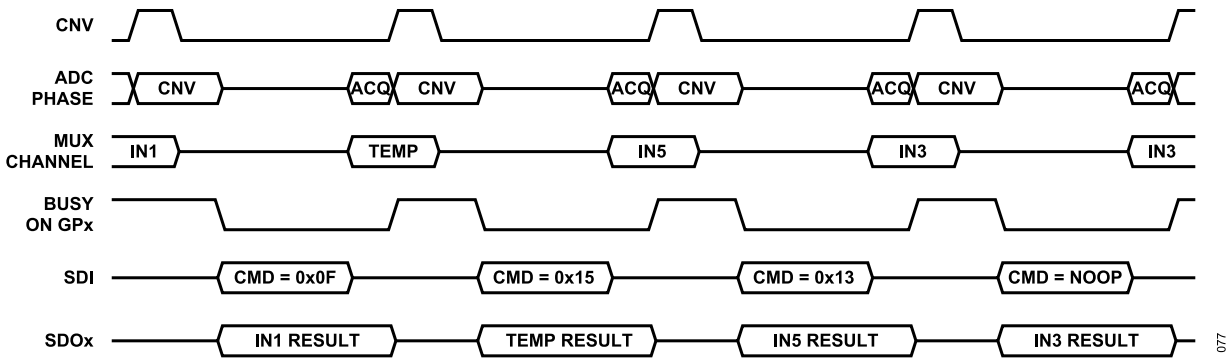 CNV
ADC
PHASE
CNV ACQ CNV ACQ CNV ACQ CNV ACQ
MUX
CHANNEL
IN1 TEMP IN5 IN3 IN3
BUSY
ON GPx
SDI
CMD = 0x0F CMD = 0x15 CMD = 0x13 CMD = NOOP
SDOx
IN1 RESULT TEMP RESULT IN5 RESULT IN3 RESULT
077